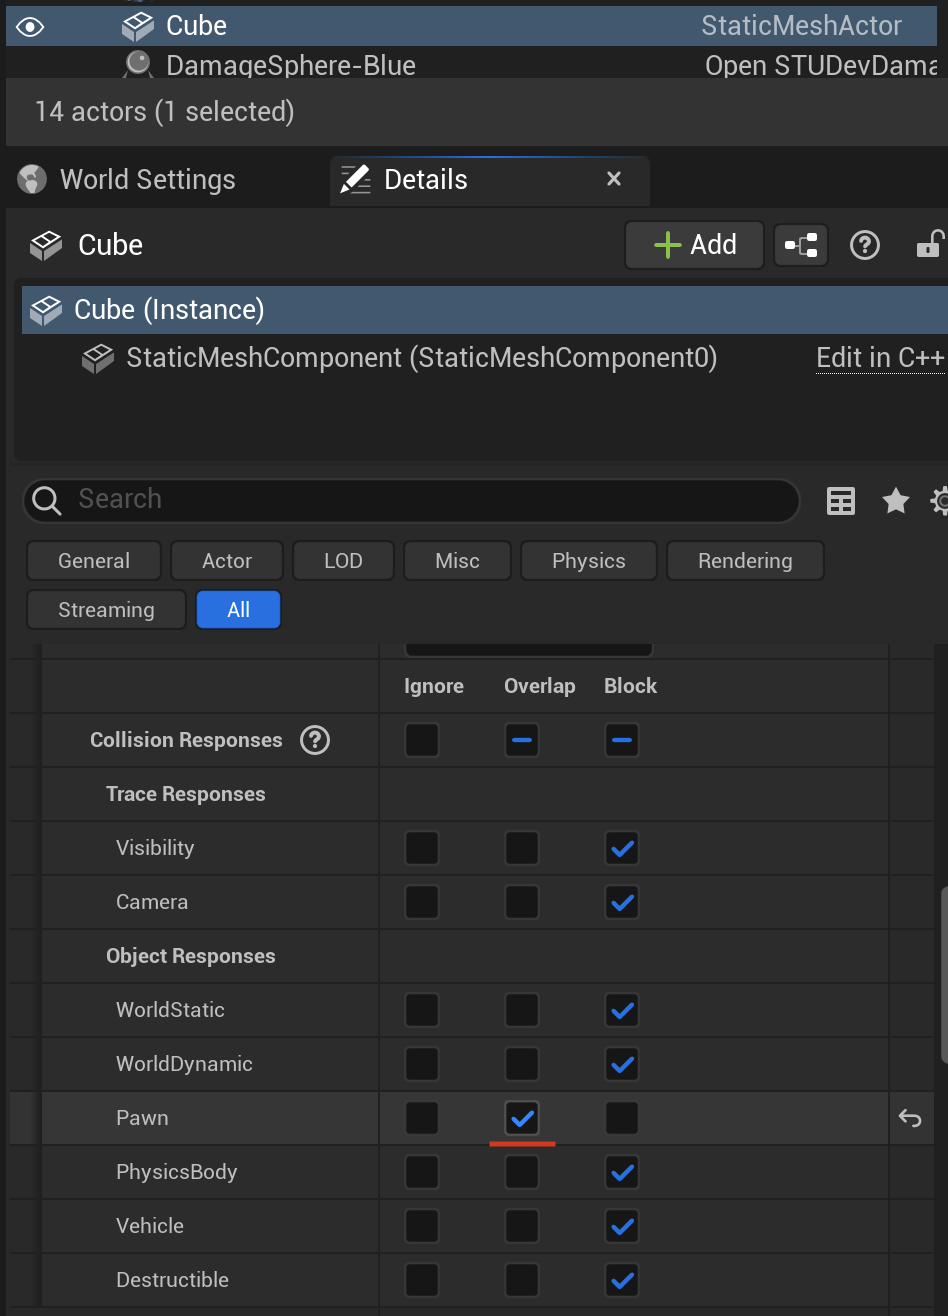 Cube StaticMeshActor
DamageSphere-Blue Open STUDevDama
14 actors (1 selected)
World Settings Details
Cube Add
Cube (Instance)
StaticMeshComponent (StaticMeshComponent0) Edit in C++
Search
General Actor LOD Misc Physics Rendering
Streaming All
Ignore Overlap Block
Collision Responses
Trace Responses
Visibility
Camera
Object Responses
WorldStatic
WorldDynamic
Pawn
PhysicsBody
Vehicle
Destructible